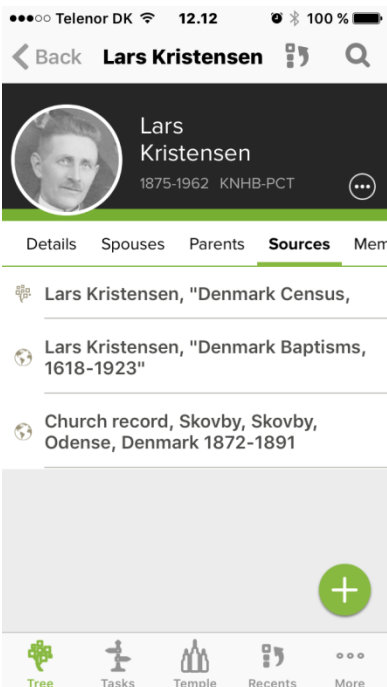 Telenor DK 12.12 100 %
Back Lars Kristensen
Lars
Kristensen
1875-1962 KNHB-PCT
Details Spouses Parents Sources Mem
Lars Kristensen, "Denmark Census,
Lars Kristensen, "Denmark Baptisms,
1618-1923"
Church record, Skovby, Skovby,
Odense, Denmark 1872-1891
Tree Tasks Temple Recents More